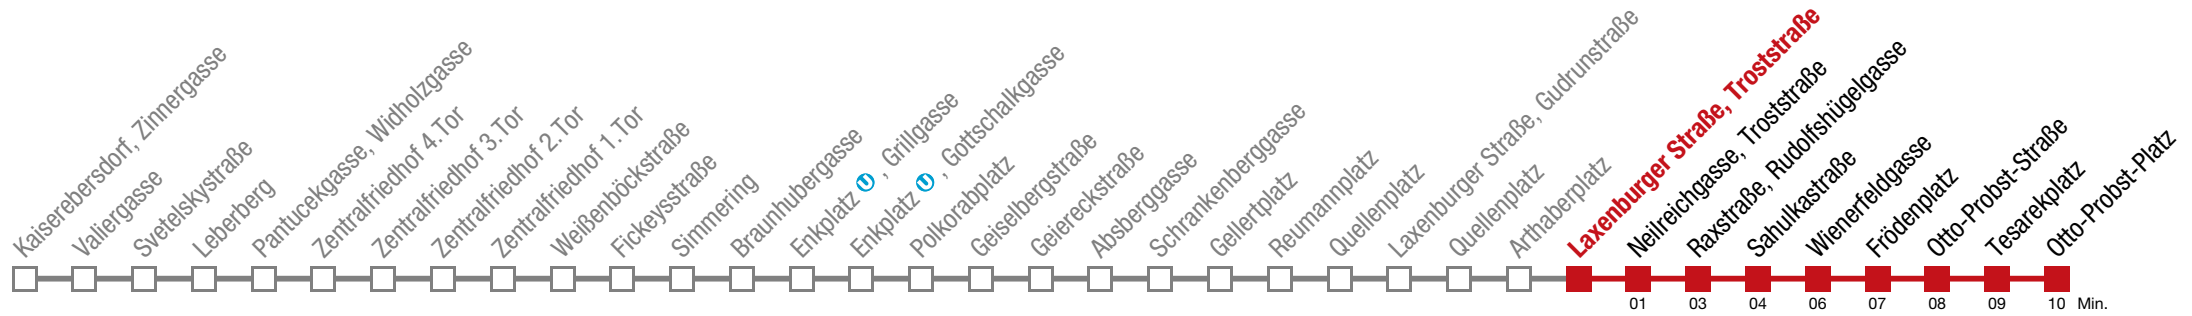 Kaiserebersdorf, Zinnergasse
Valiergasse
Svetelskystraße
Leberberg
Pantucekgasse, Widholzgasse
Zentralfriedhof 4.Tor
Zentralfriedhof 3.Tor
Zentralfriedhof 2.Tor
Zentralfriedhof 1.Tor
Weißenböckstraße
Fickeysstraße
Simmering
Braunhubergasse
Enkplatz U, Grillgasse
Enkplatz U, Gottschalkgasse
Polkorabplatz
Geiselbergstraße
Geiereckstraße
Absberggasse
Schrankenberggasse
Gellertplatz
Reumannplatz
Quellenplatz
Laxenburger Straße, Gudrunstraße
Quellenplatz
Arthaberplatz
Laxenburger Straße, Troststraße
Neilreichgasse, Troststraße
Raxstraße, Rudolfshügelgasse
Sahulkastraße
Wienerfeldgasse
Frödenplatz
Otto-Probst-Straße
Tesarekplatz
Otto-Probst-Platz
01 03 04 06 07 08 09 10 Min.